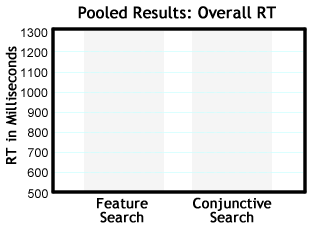 Pooled Results: Overall RT
RT in Milliseconds
1300
1200
1100
1000
900
800
700
600
500
Feature
Search
Conjunctive
Search